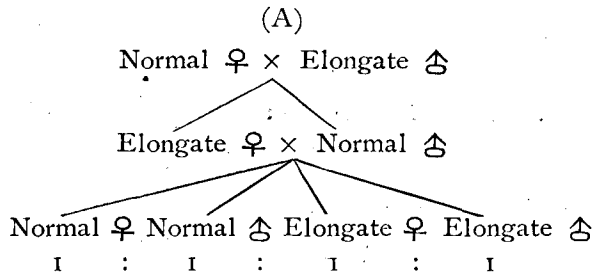 (A)
Normal ♀ × Elongate ♂
Elongate ♀ × Normal ♂
Normal ♀ Normal ♂ Elongate ♀ Elongate ♂
1 : 1 : 1 : 1